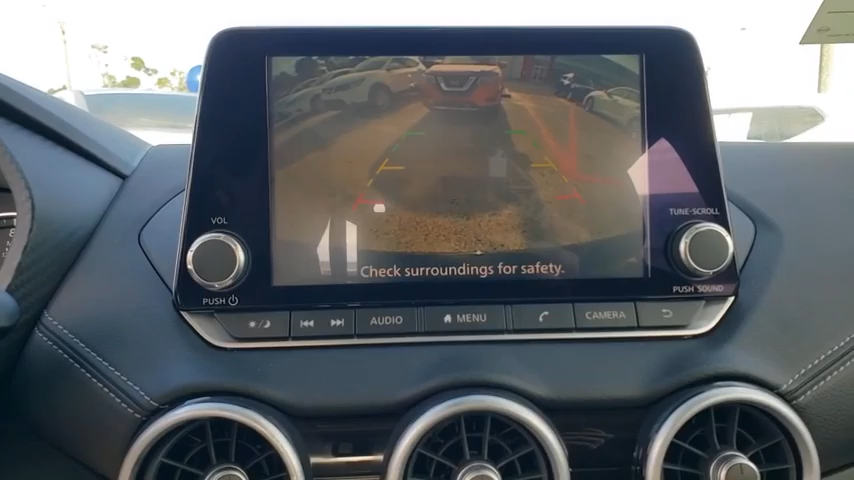 VOL
TUNE·SCROLL
Check surroundings for safety.
PUSH
PUSH SOUND
AUDIO
MENU
CAMERA